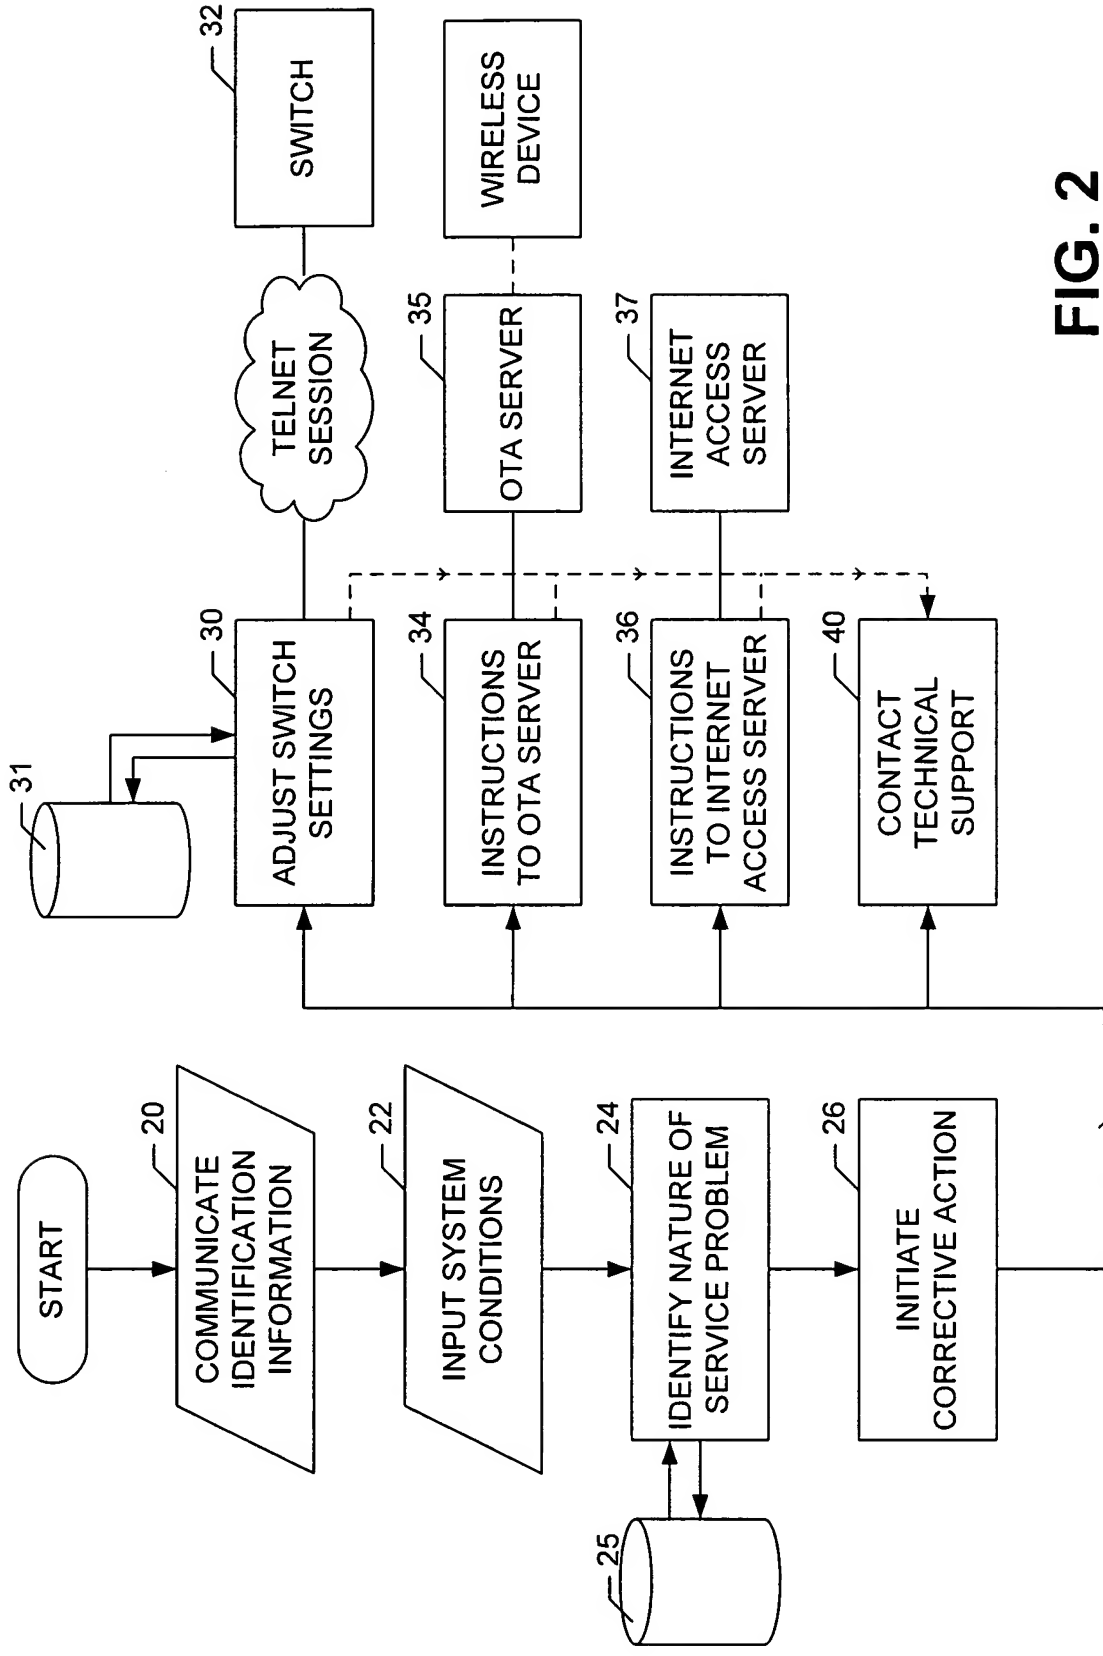 START
20
COMMUNICATE
IDENTIFICATION
INFORMATION
22
INPUT SYSTEM
CONDITIONS
24
IDENTIFY NATURE OF
SERVICE PROBLEM
25
26
INITIATE
CORRECTIVE ACTION
31
30
ADJUST SWITCH
SETTINGS
TELNET
SESSION
32
SWITCH
34
INSTRUCTIONS
TO OTA SERVER
35
OTA SERVER
WIRELESS
DEVICE
36
INSTRUCTIONS
TO INTERNET
ACCESS SERVER
37
INTERNET
ACCESS
SERVER
40
CONTACT
TECHNICAL
SUPPORT
FIG. 2